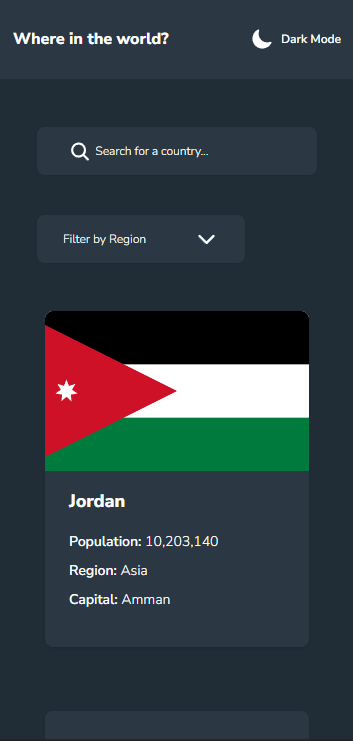 Where in the world?
Dark Mode
Search for a country...
Filter by Region
Jordan
Population: 10,203,140
Region: Asia
Capital: Amman